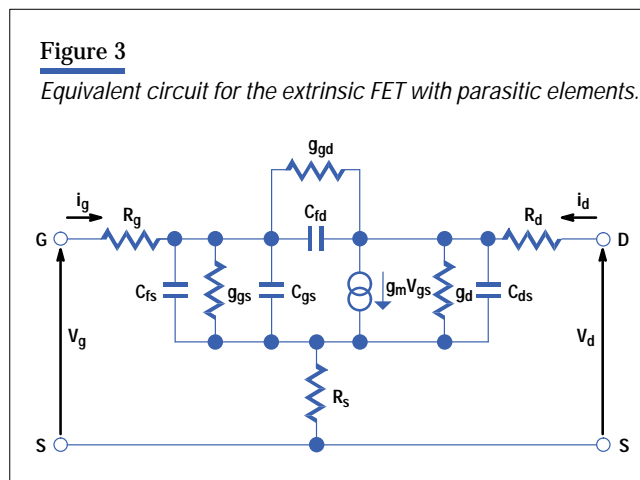 Figure 3
Equivalent circuit for the extrinsic FET with parasitic elements.
ggd
ig
Rg
Cfd
Rd
id
G
D
Cfs
ggs
Cgs
gmVgs
gd
Cds
Vg
Vd
Rs
S
S